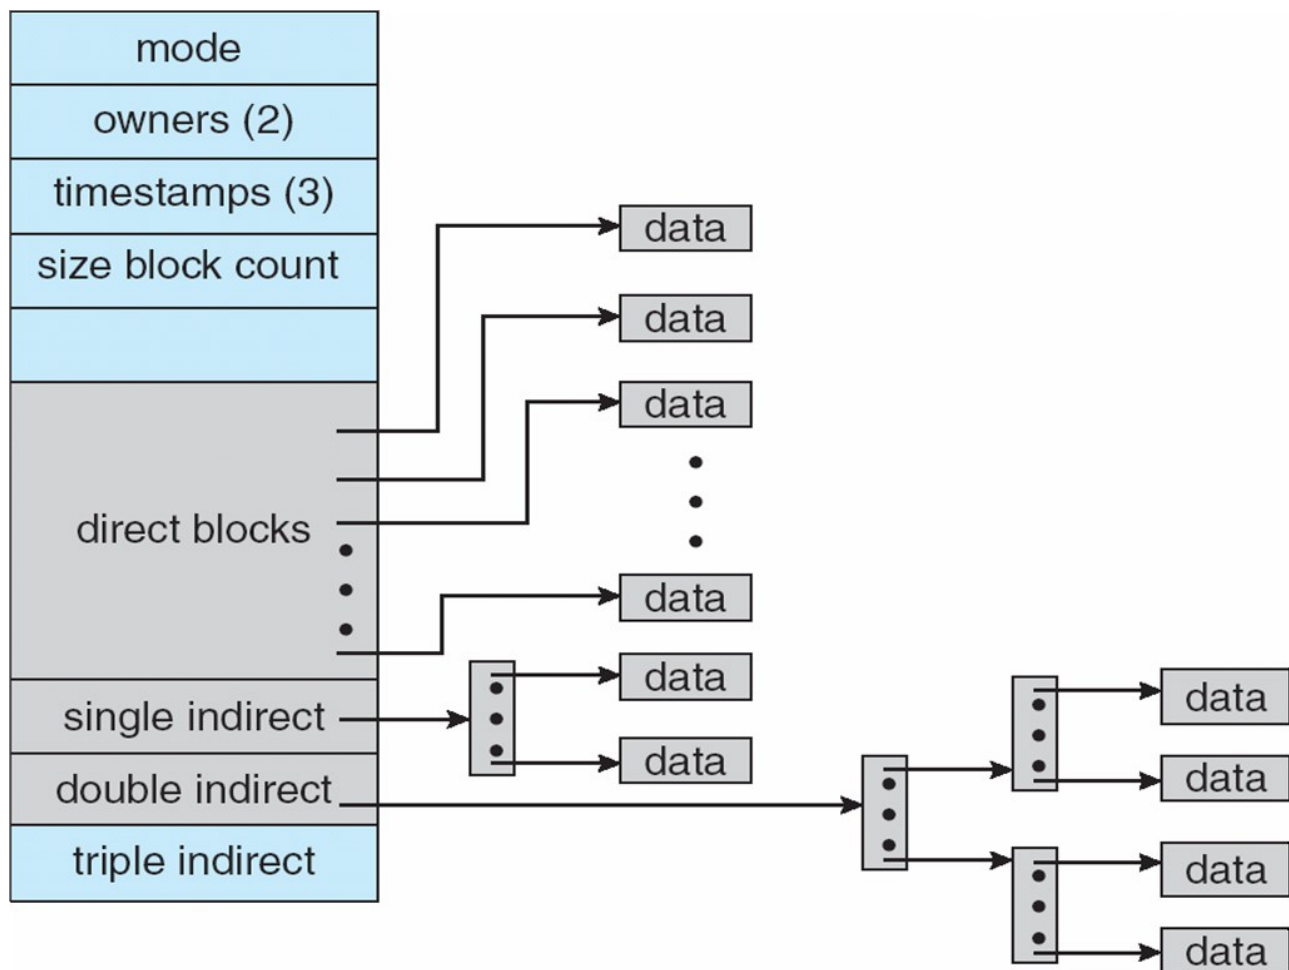 mode
owners (2)
timestamps (3)
size block count
direct blocks
single indirect
double indirect
triple indirect
data
data
data
data
data
data
data
data
data
data